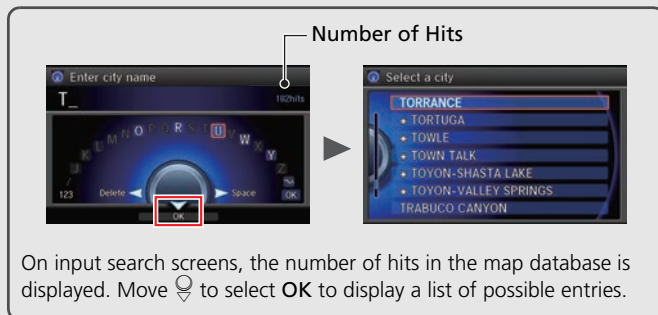 Number of Hits
Enter city name
T_
182hits
J K L M N O P Q R S T U V W X Y Z
/
123
Delete
Space
OK
OK
Select a city
TORRANCE
TORTUGA
TOWLE
TOWN TALK
TOYON-SHASTA LAKE
TOYON-VALLEY SPRINGS
TRABUCO CANYON
On input search screens, the number of hits in the map database is
displayed. Move to select OK to display a list of possible entries.